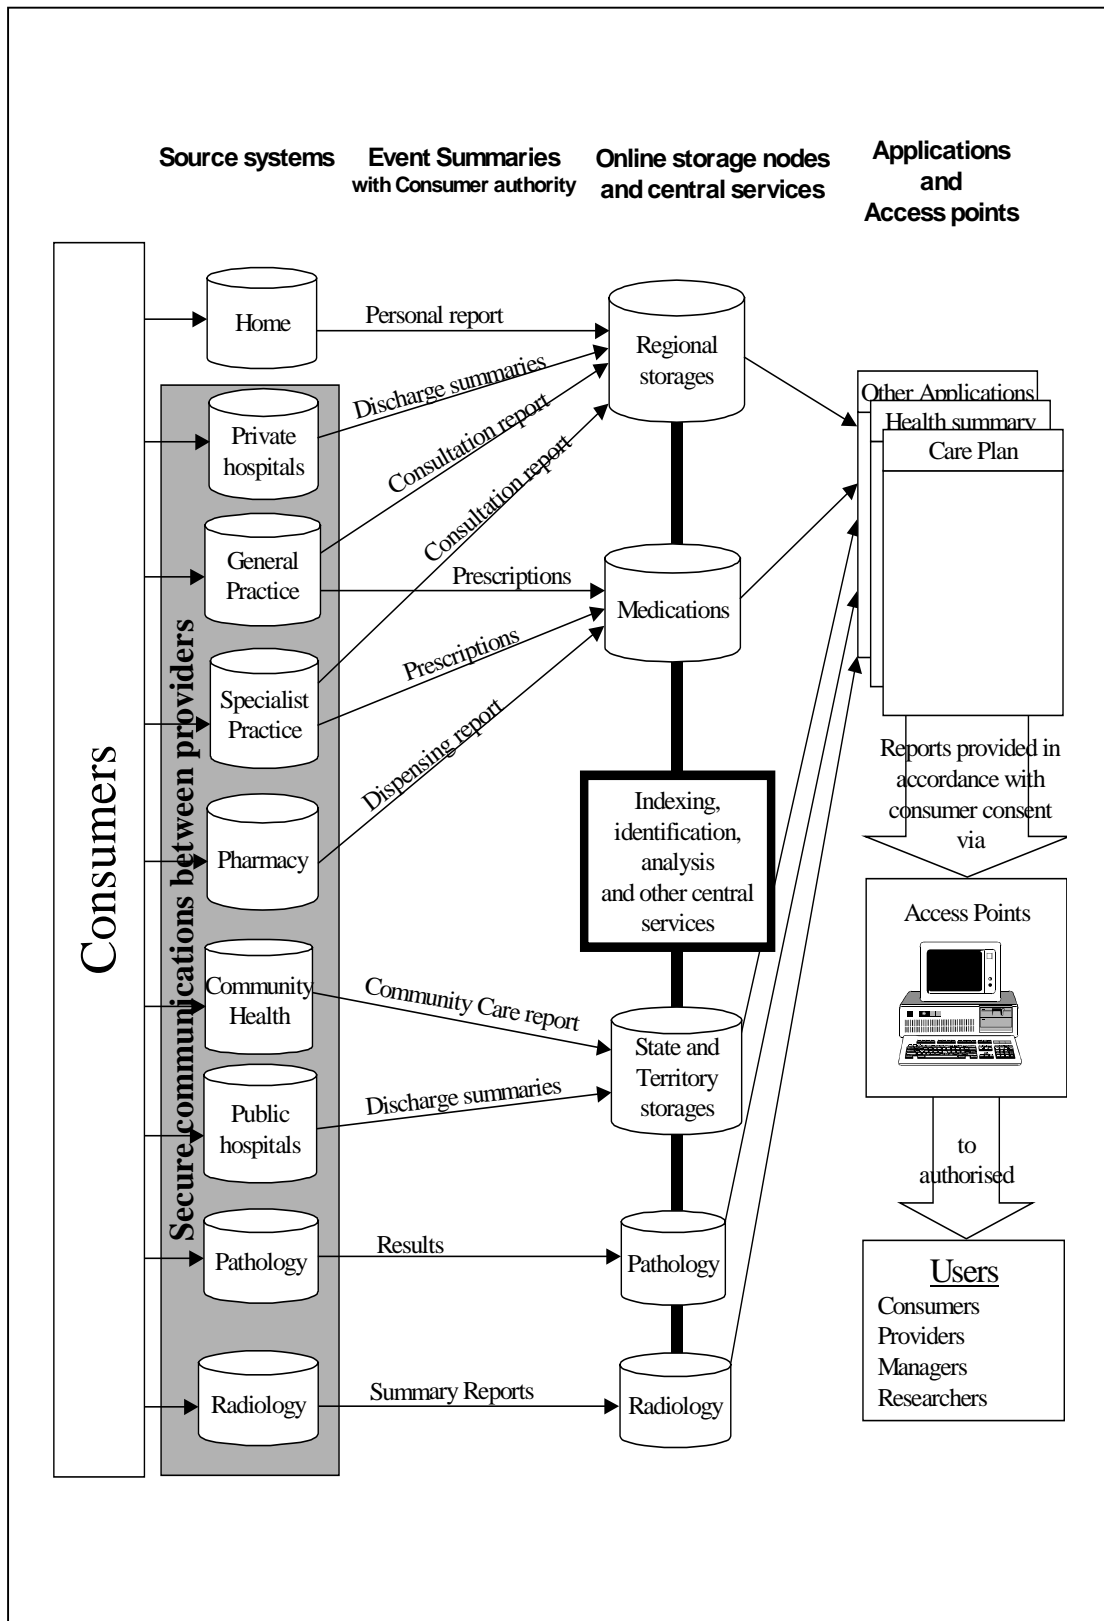 Source systems
Event Summaries
with Consumer authority
Online storage nodes
and central services
Applications
and
Access points
Consumers
Secure communications between providers
Home
Private
hospitals
General
Practice
Specialist
Practice
Pharmacy
Community
Health
Public
hospitals
Pathology
Radiology
Personal report
Discharge summaries
Consultation report
Consultation report
Prescriptions
Prescriptions
Dispensing report
Community Care report
Discharge summaries
Results
Summary Reports
Regional
storages
Medications
Indexing,
identification,
analysis
and other central
services
State and
Territory
storages
Pathology
Radiology
Other Applications
Health summary
Care Plan
Reports provided in
accordance with
consumer consent
via
Access Points
to
authorised
Users
Consumers
Providers
Managers
Researchers